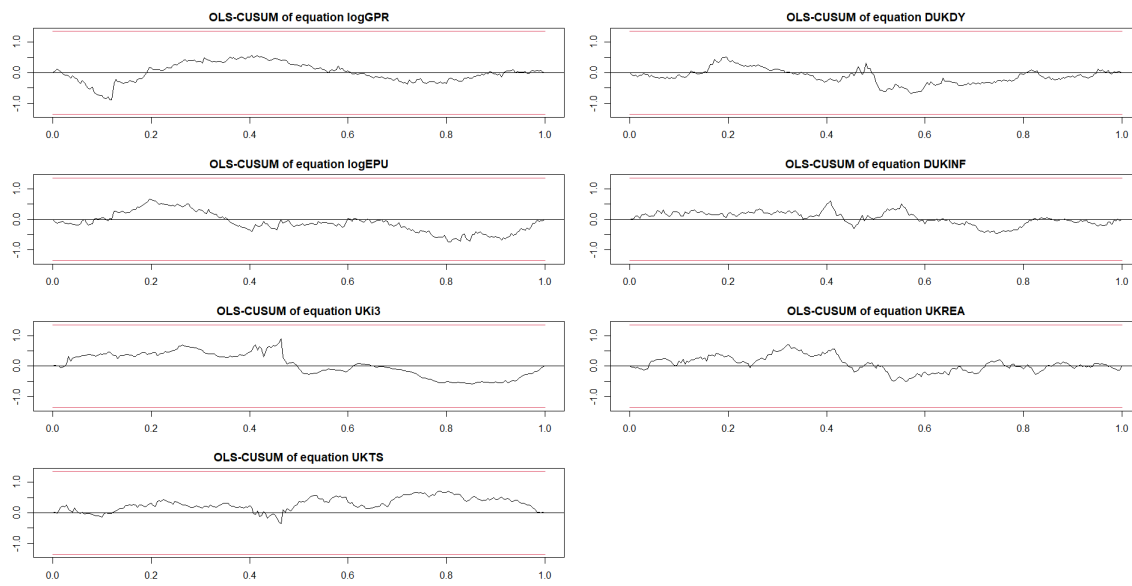 OLS-CUSUM of equation logGPR
1.0
0.0
-1.0
0.0 0.2 0.4 0.6 0.8 1.0
OLS-CUSUM of equation DUKDY
1.0
0.0
-1.0
0.0 0.2 0.4 0.6 0.8 1.0
OLS-CUSUM of equation logEPU
1.0
0.0
-1.0
0.0 0.2 0.4 0.6 0.8 1.0
OLS-CUSUM of equation DUKINF
1.0
0.0
-1.0
0.0 0.2 0.4 0.6 0.8 1.0
OLS-CUSUM of equation UKi3
1.0
0.0
-1.0
0.0 0.2 0.4 0.6 0.8 1.0
OLS-CUSUM of equation UKREA
1.0
0.0
-1.0
0.0 0.2 0.4 0.6 0.8 1.0
OLS-CUSUM of equation UKTS
1.0
0.0
-1.0
0.0 0.2 0.4 0.6 0.8 1.0